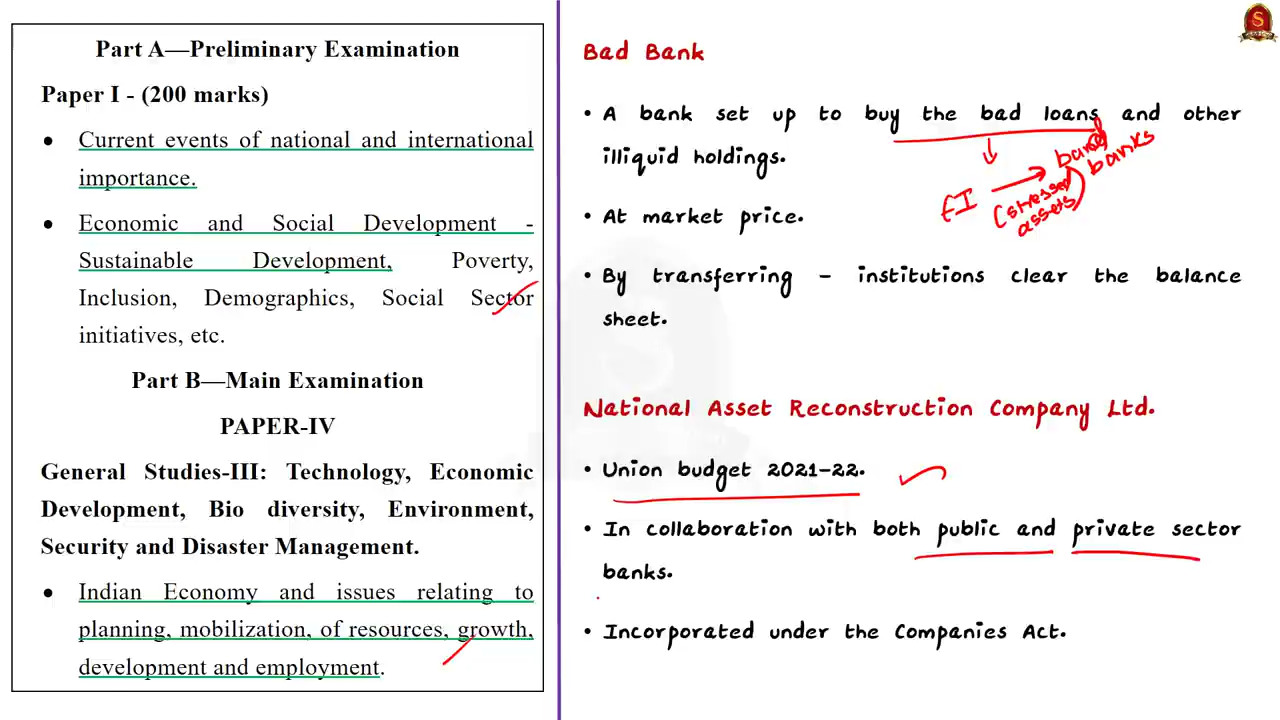 Part A—Preliminary Examination
Paper I - (200 marks)
• Current events of national and international
importance.
• Economic and Social Development -
Sustainable Development, Poverty,
Inclusion, Demographics, Social Sector
initiatives, etc.
Part B—Main Examination
PAPER-IV
General Studies-III: Technology, Economic
Development, Bio diversity, Environment,
Security and Disaster Management.
• Indian Economy and issues relating to
planning, mobilization, of resources, growth,
development and employment.
Bad Bank
• A bank set up to buy the bad loans and other
illiquid holdings.
FI → bad banks
(stressed
assets)
• At market price.
• By transferring – institutions clear the balance
sheet.
National Asset Reconstruction Company Ltd.
• Union budget 2021-22.
• In collaboration with both public and private sector
banks.
• Incorporated under the Companies Act.